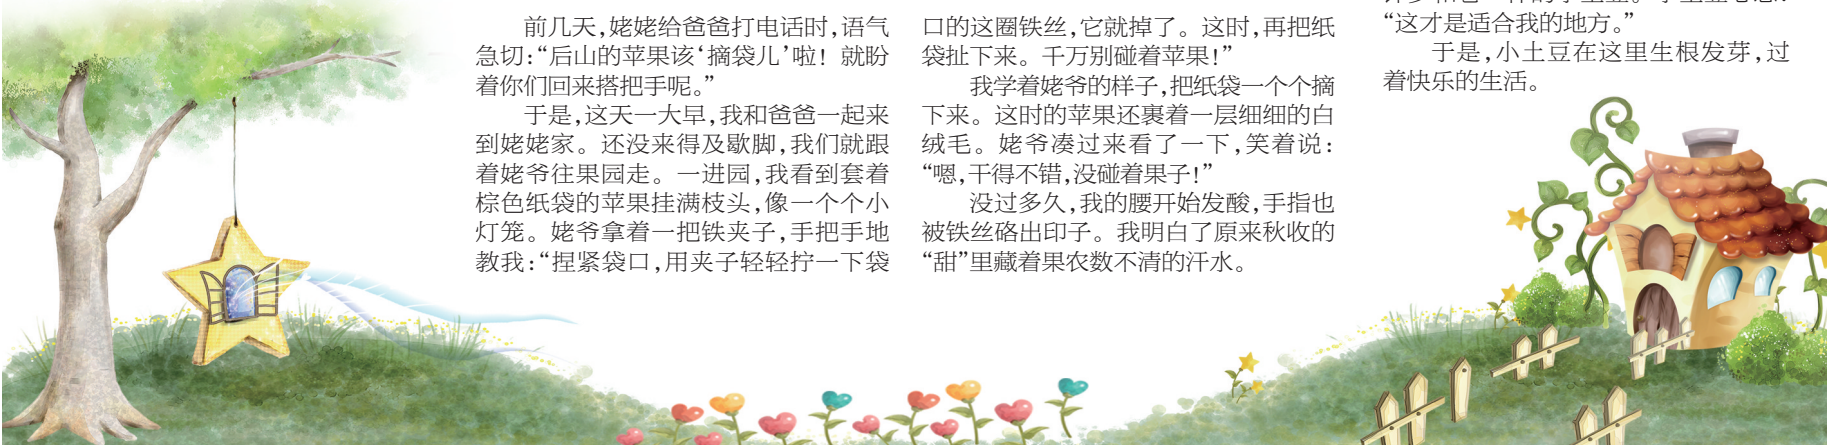 前几天，姥姥给爸爸打电话时，语气
急切：“后山的苹果该‘摘袋儿’啦！就盼
着你们回来搭把手呢。”
于是，这天一大早，我和爸爸一起来
到姥姥家。还没来得及歇脚，我们就跟
着姥爷往果园走。一进园，我看到套着
棕色纸袋的苹果挂满枝头，像一个个小
灯笼。姥爷拿着一把铁夹子，手把手地
教我：“捏紧袋口，用夹子轻轻拧一下袋
口的这圈铁丝，它就掉了。这时，再把纸
袋扯下来。千万别碰着苹果！”
我学着姥爷的样子，把纸袋一个个摘
下来。这时的苹果还裹着一层细细的白
绒毛。姥爷凑过来看了一下，笑着说：
“嗯，干得不错，没碰着果子！”
没过多久，我的腰开始发酸，手指也
被铁丝硌出印子。我明白了原来秋收的
“甜”里藏着果农数不清的汗水。
“这才是适合我的地方。”
于是，小土豆在这里生根发芽，过
着快乐的生活。